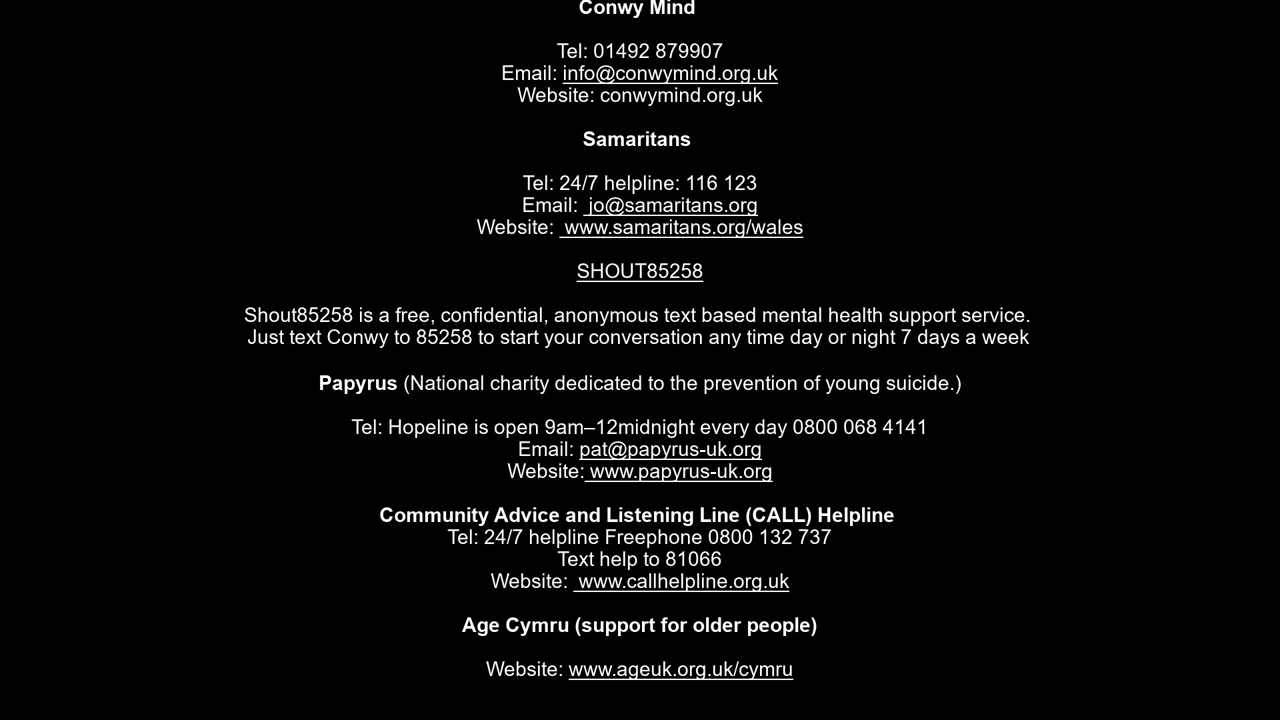 Conwy Mind
Tel: 01492 879907
Email: info@conwymind.org.uk
Website: conwymind.org.uk
Samaritans
Tel: 24/7 helpline: 116 123
Email: jo@samaritans.org
Website: www.samaritans.org/wales
SHOUT85258
Shout85258 is a free, confidential, anonymous text based mental health support service.
Just text Conwy to 85258 to start your conversation any time day or night 7 days a week
Papyrus (National charity dedicated to the prevention of young suicide.)
Tel: Hopeline is open 9am–12midnight every day 0800 068 4141
Email: pat@papyrus-uk.org
Website: www.papyrus-uk.org
Community Advice and Listening Line (CALL) Helpline
Tel: 24/7 helpline Freephone 0800 132 737
Text help to 81066
Website: www.callhelpline.org.uk
Age Cymru (support for older people)
Website: www.ageuk.org.uk/cymru